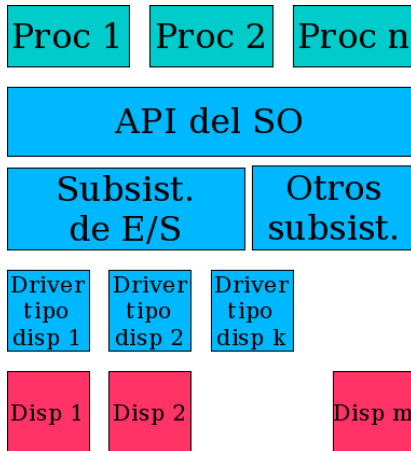 Proc 1 Proc 2 Proc n
API del SO
Subsist.
de E/S
Otros
subsist.
Driver
tipo
disp 1
Driver
tipo
disp 2
Driver
tipo
disp k
Disp 1 Disp 2 Disp m